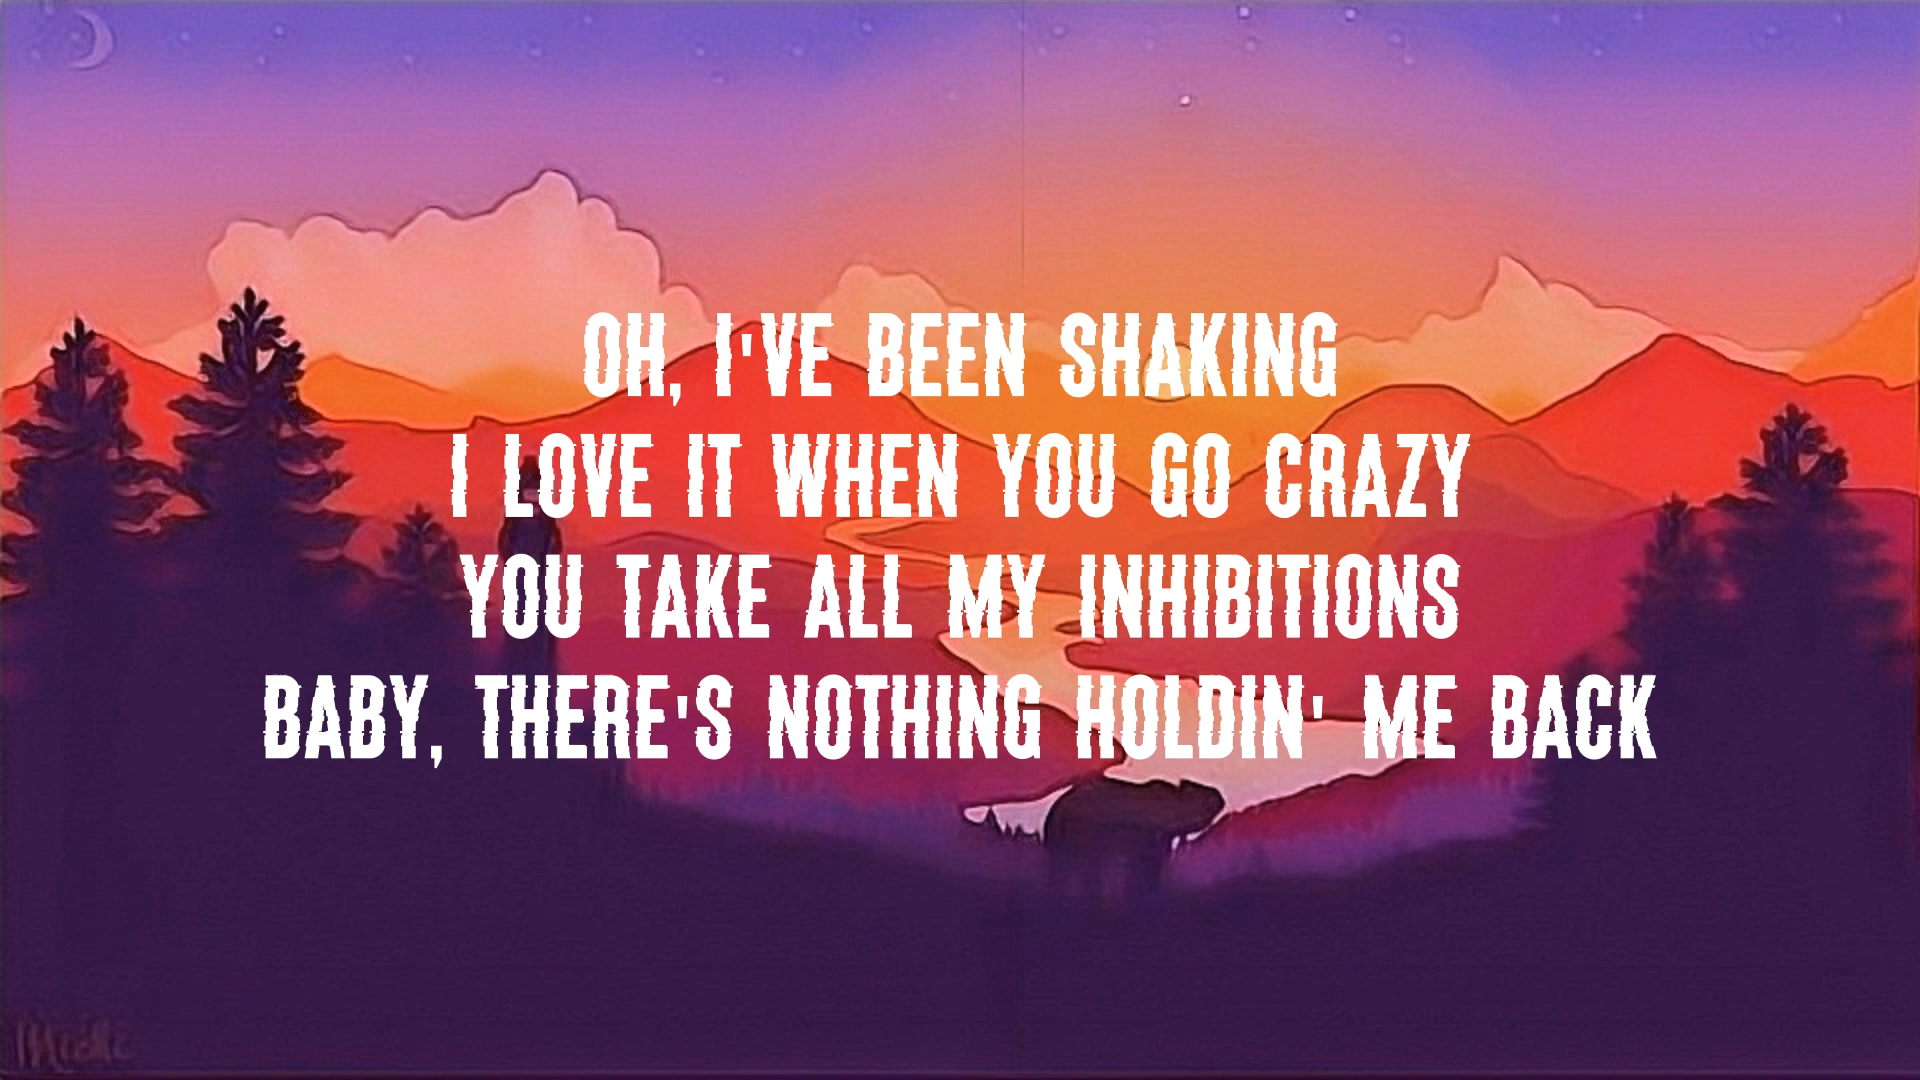 OH, I'VE BEEN SHAKING
I LOVE IT WHEN YOU GO CRAZY
YOU TAKE ALL MY INHIBITIONS
BABY, THERE'S NOTHING HOLDIN' ME BACK